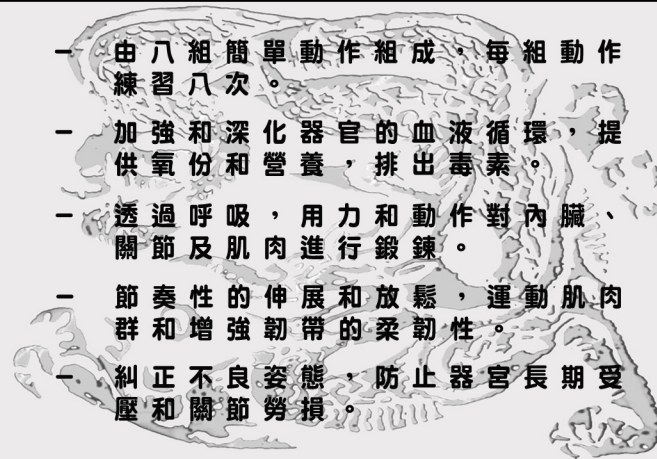 － 由八組簡單動作組成，每組動作
練習八次。
－ 加強和深化器官的血液循環，提
供氧份和營養，排出毒素。
－ 透過呼吸，用力和動作對內臟、
關節及肌肉進行鍛鍊。
－ 節奏性的伸展和放鬆，運動肌肉
群和增強韌帶的柔韌性。
－ 糾正不良姿態，防止器宮長期受
壓和關節勞損。